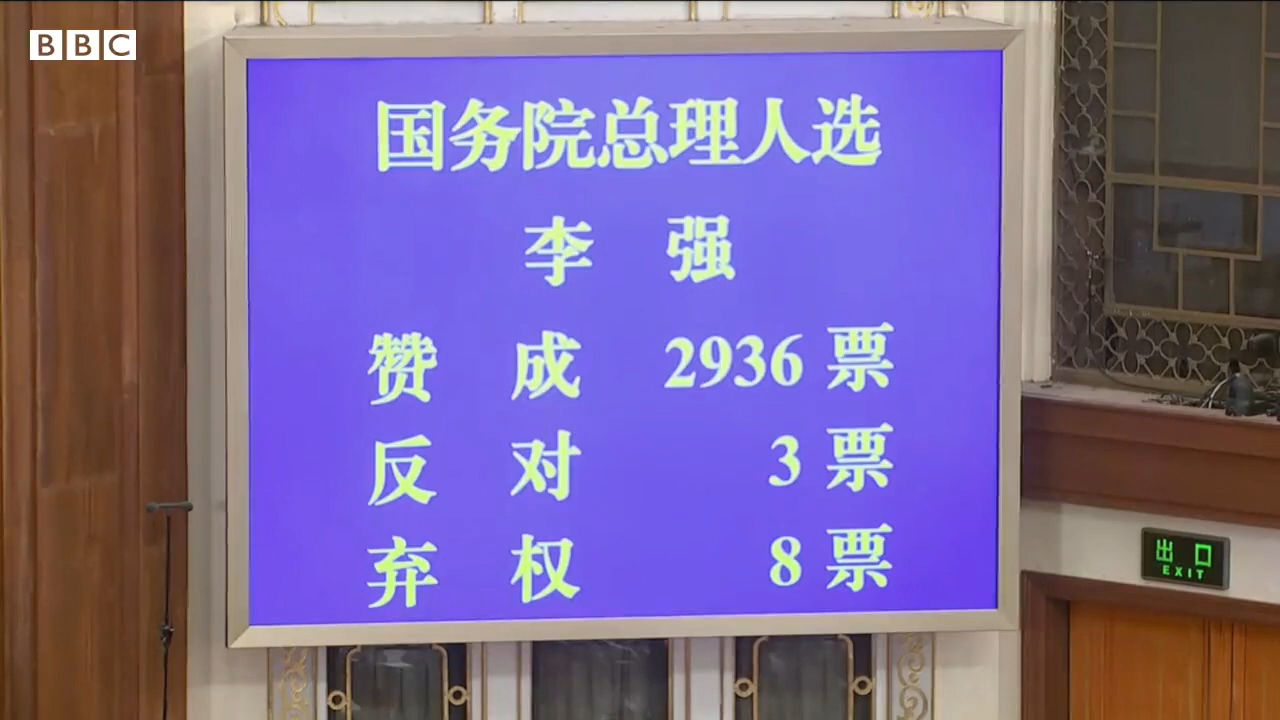 BBC
国务院总理人选
李 强
赞 成 2936 票
反 对 3 票
弃 权 8 票
出 口
EXIT